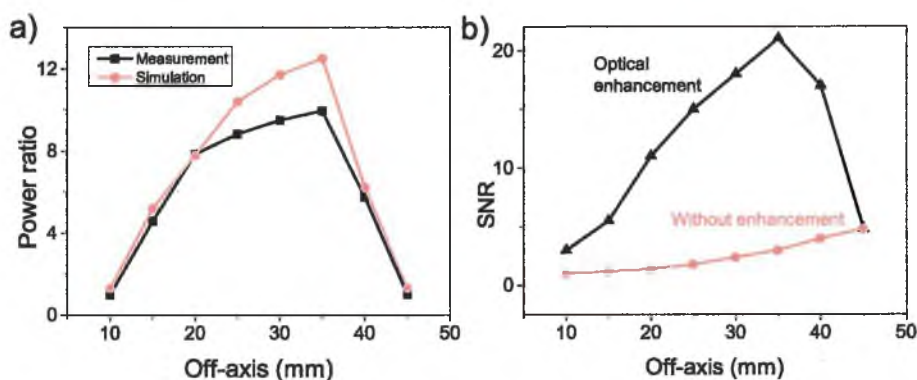 a)
Measurement
Simulation
12
8
4
0
Power ratio
10
20
30
40
50
Off-axis (mm)
b)
20
10
0
SNR
Optical
enhancement
Without enhancement
10
20
30
40
50
Off-axis (mm)